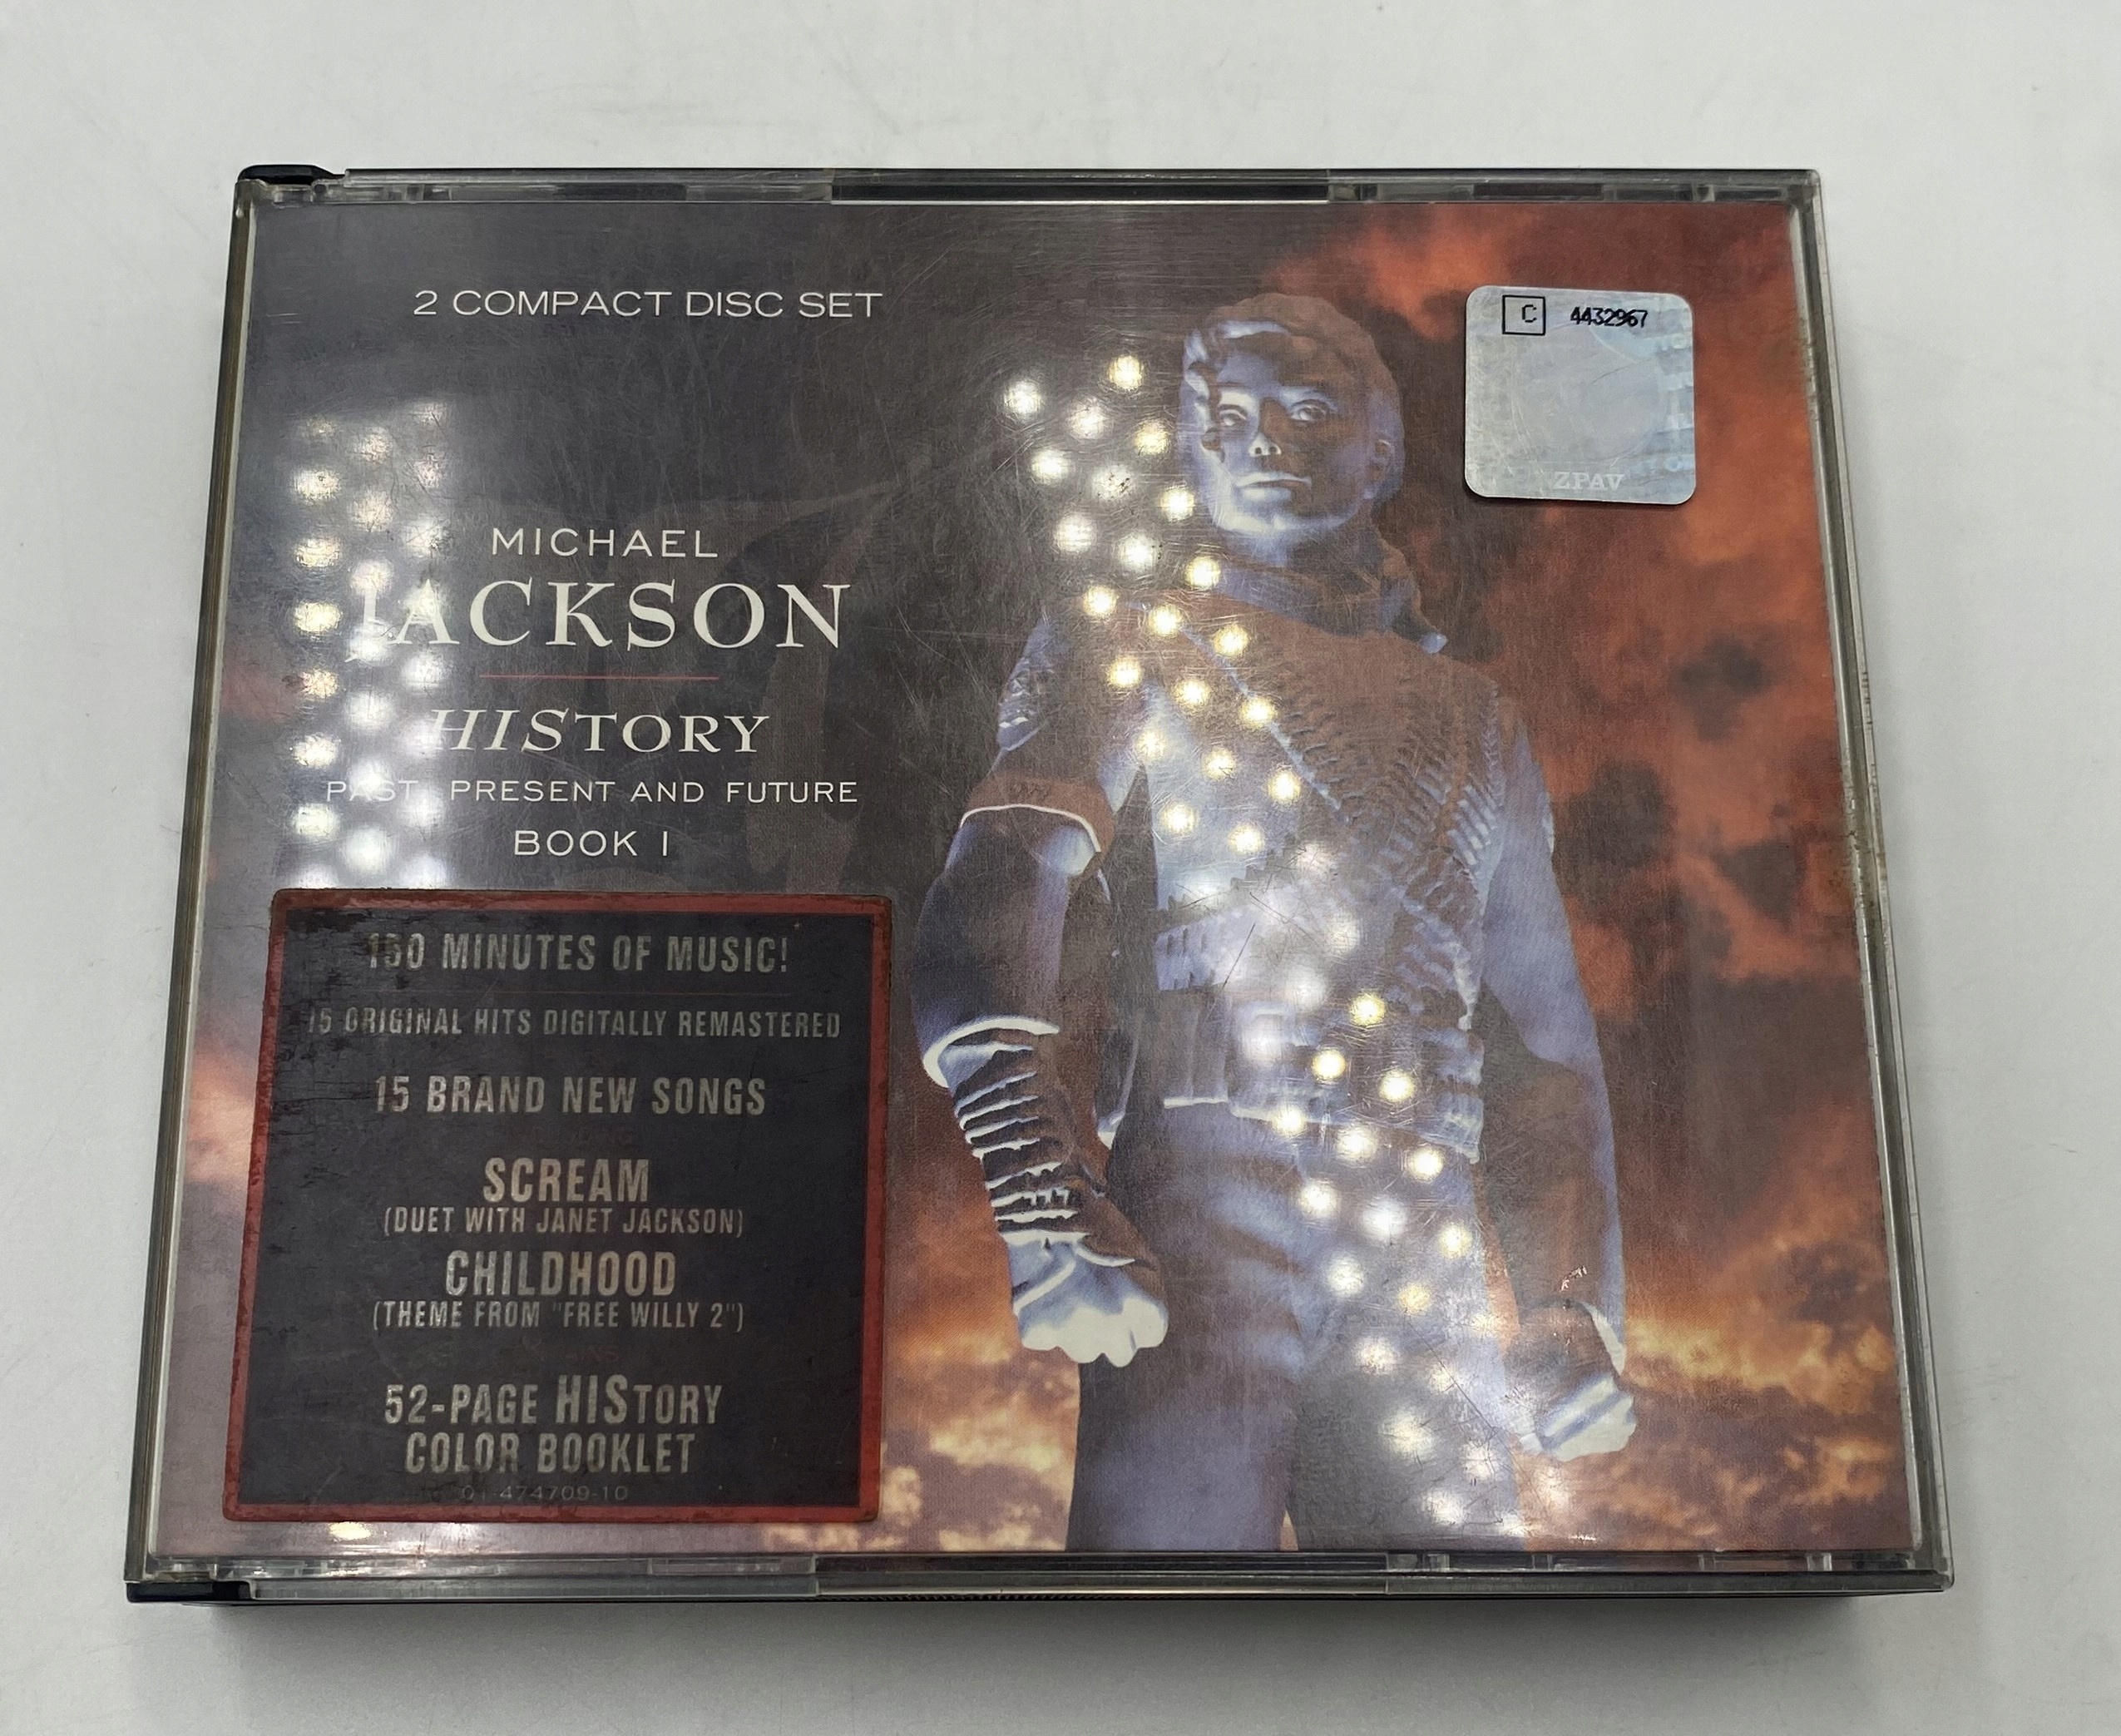 2 COMPACT DISC SET
C 4432967
ZPAV
MICHAEL
JACKSON
HISTORY
PAST, PRESENT AND FUTURE
BOOK I
150 MINUTES OF MUSIC!
15 ORIGINAL HITS DIGITALLY REMASTERED
15 BRAND NEW SONGS
SCREAM
(DUET WITH JANET JACKSON)
CHILDHOOD
(THEME FROM "FREE WILLY 2")
52-PAGE HISTORY
COLOR BOOKLET
01-474709-10